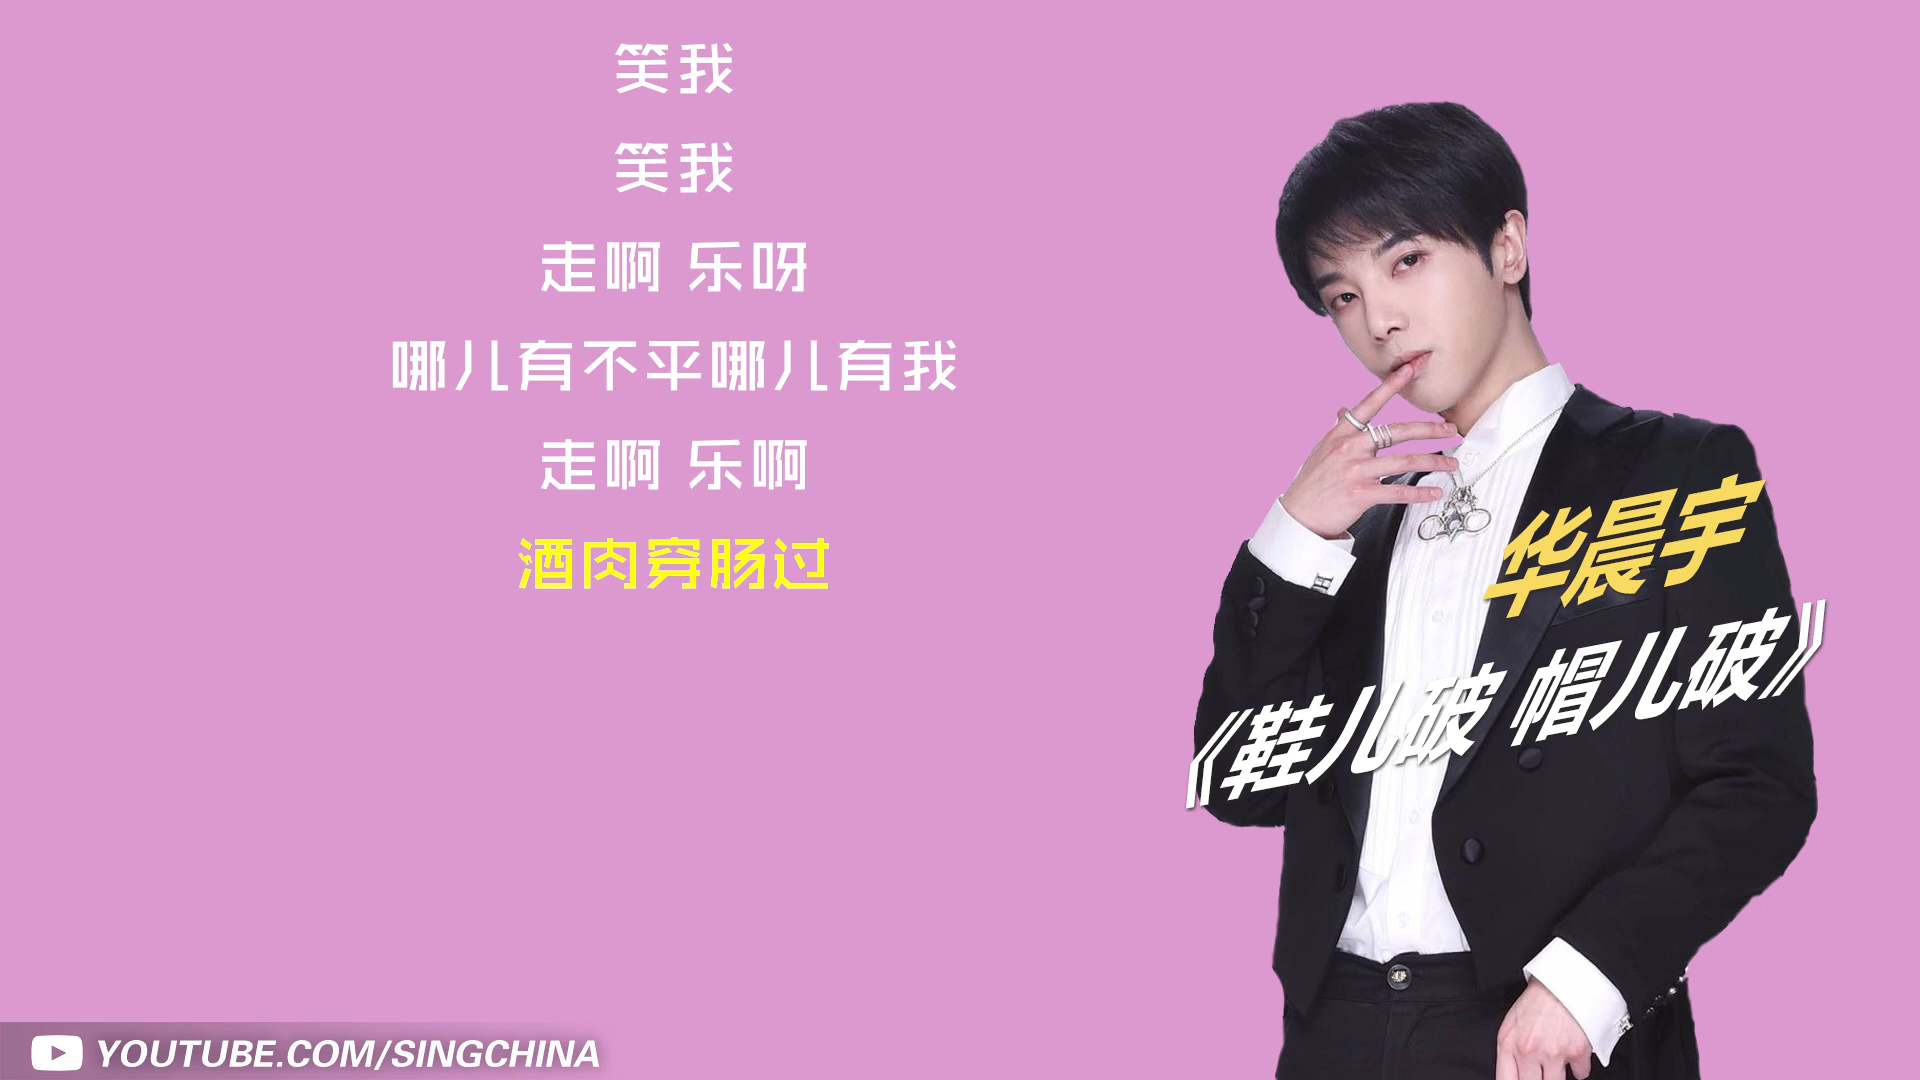 笑我
笑我
走啊 乐呀
哪儿有不平哪儿有我
走啊 乐啊
酒肉穿肠过
华晨宇
《鞋儿破 帽儿破》
YOUTUBE.COM/SINGCHINA